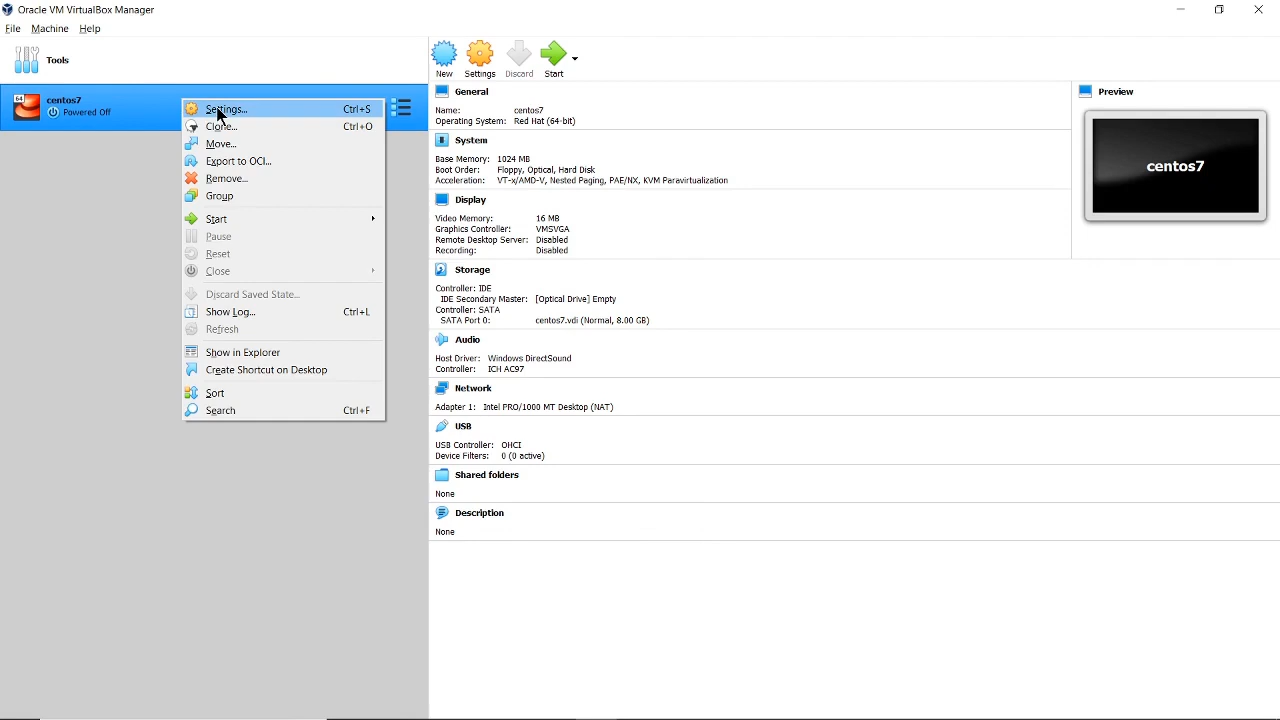 Oracle VM VirtualBox Manager
File Machine Help
Tools
New Settings Discard Start
64 centos7
Powered Off
Settings... Ctrl+S
Clone... Ctrl+O
Move...
Export to OCI...
Remove...
Group
Start
Pause
Reset
Close
Discard Saved State...
Show Log... Ctrl+L
Refresh
Show in Explorer
Create Shortcut on Desktop
Sort
Search Ctrl+F
General
Name: centos7
Operating System: Red Hat (64-bit)
System
Base Memory: 1024 MB
Boot Order: Floppy, Optical, Hard Disk
Acceleration: VT-x/AMD-V, Nested Paging, PAE/NX, KVM Paravirtualization
Display
Video Memory: 16 MB
Graphics Controller: VMSVGA
Remote Desktop Server: Disabled
Recording: Disabled
Storage
Controller: IDE
IDE Secondary Master: [Optical Drive] Empty
Controller: SATA
SATA Port 0: centos7.vdi (Normal, 8.00 GB)
Audio
Host Driver: Windows DirectSound
Controller: ICH AC97
Network
Adapter 1: Intel PRO/1000 MT Desktop (NAT)
USB
USB Controller: OHCI
Device Filters: 0 (0 active)
Shared folders
None
Description
None
Preview
centos7